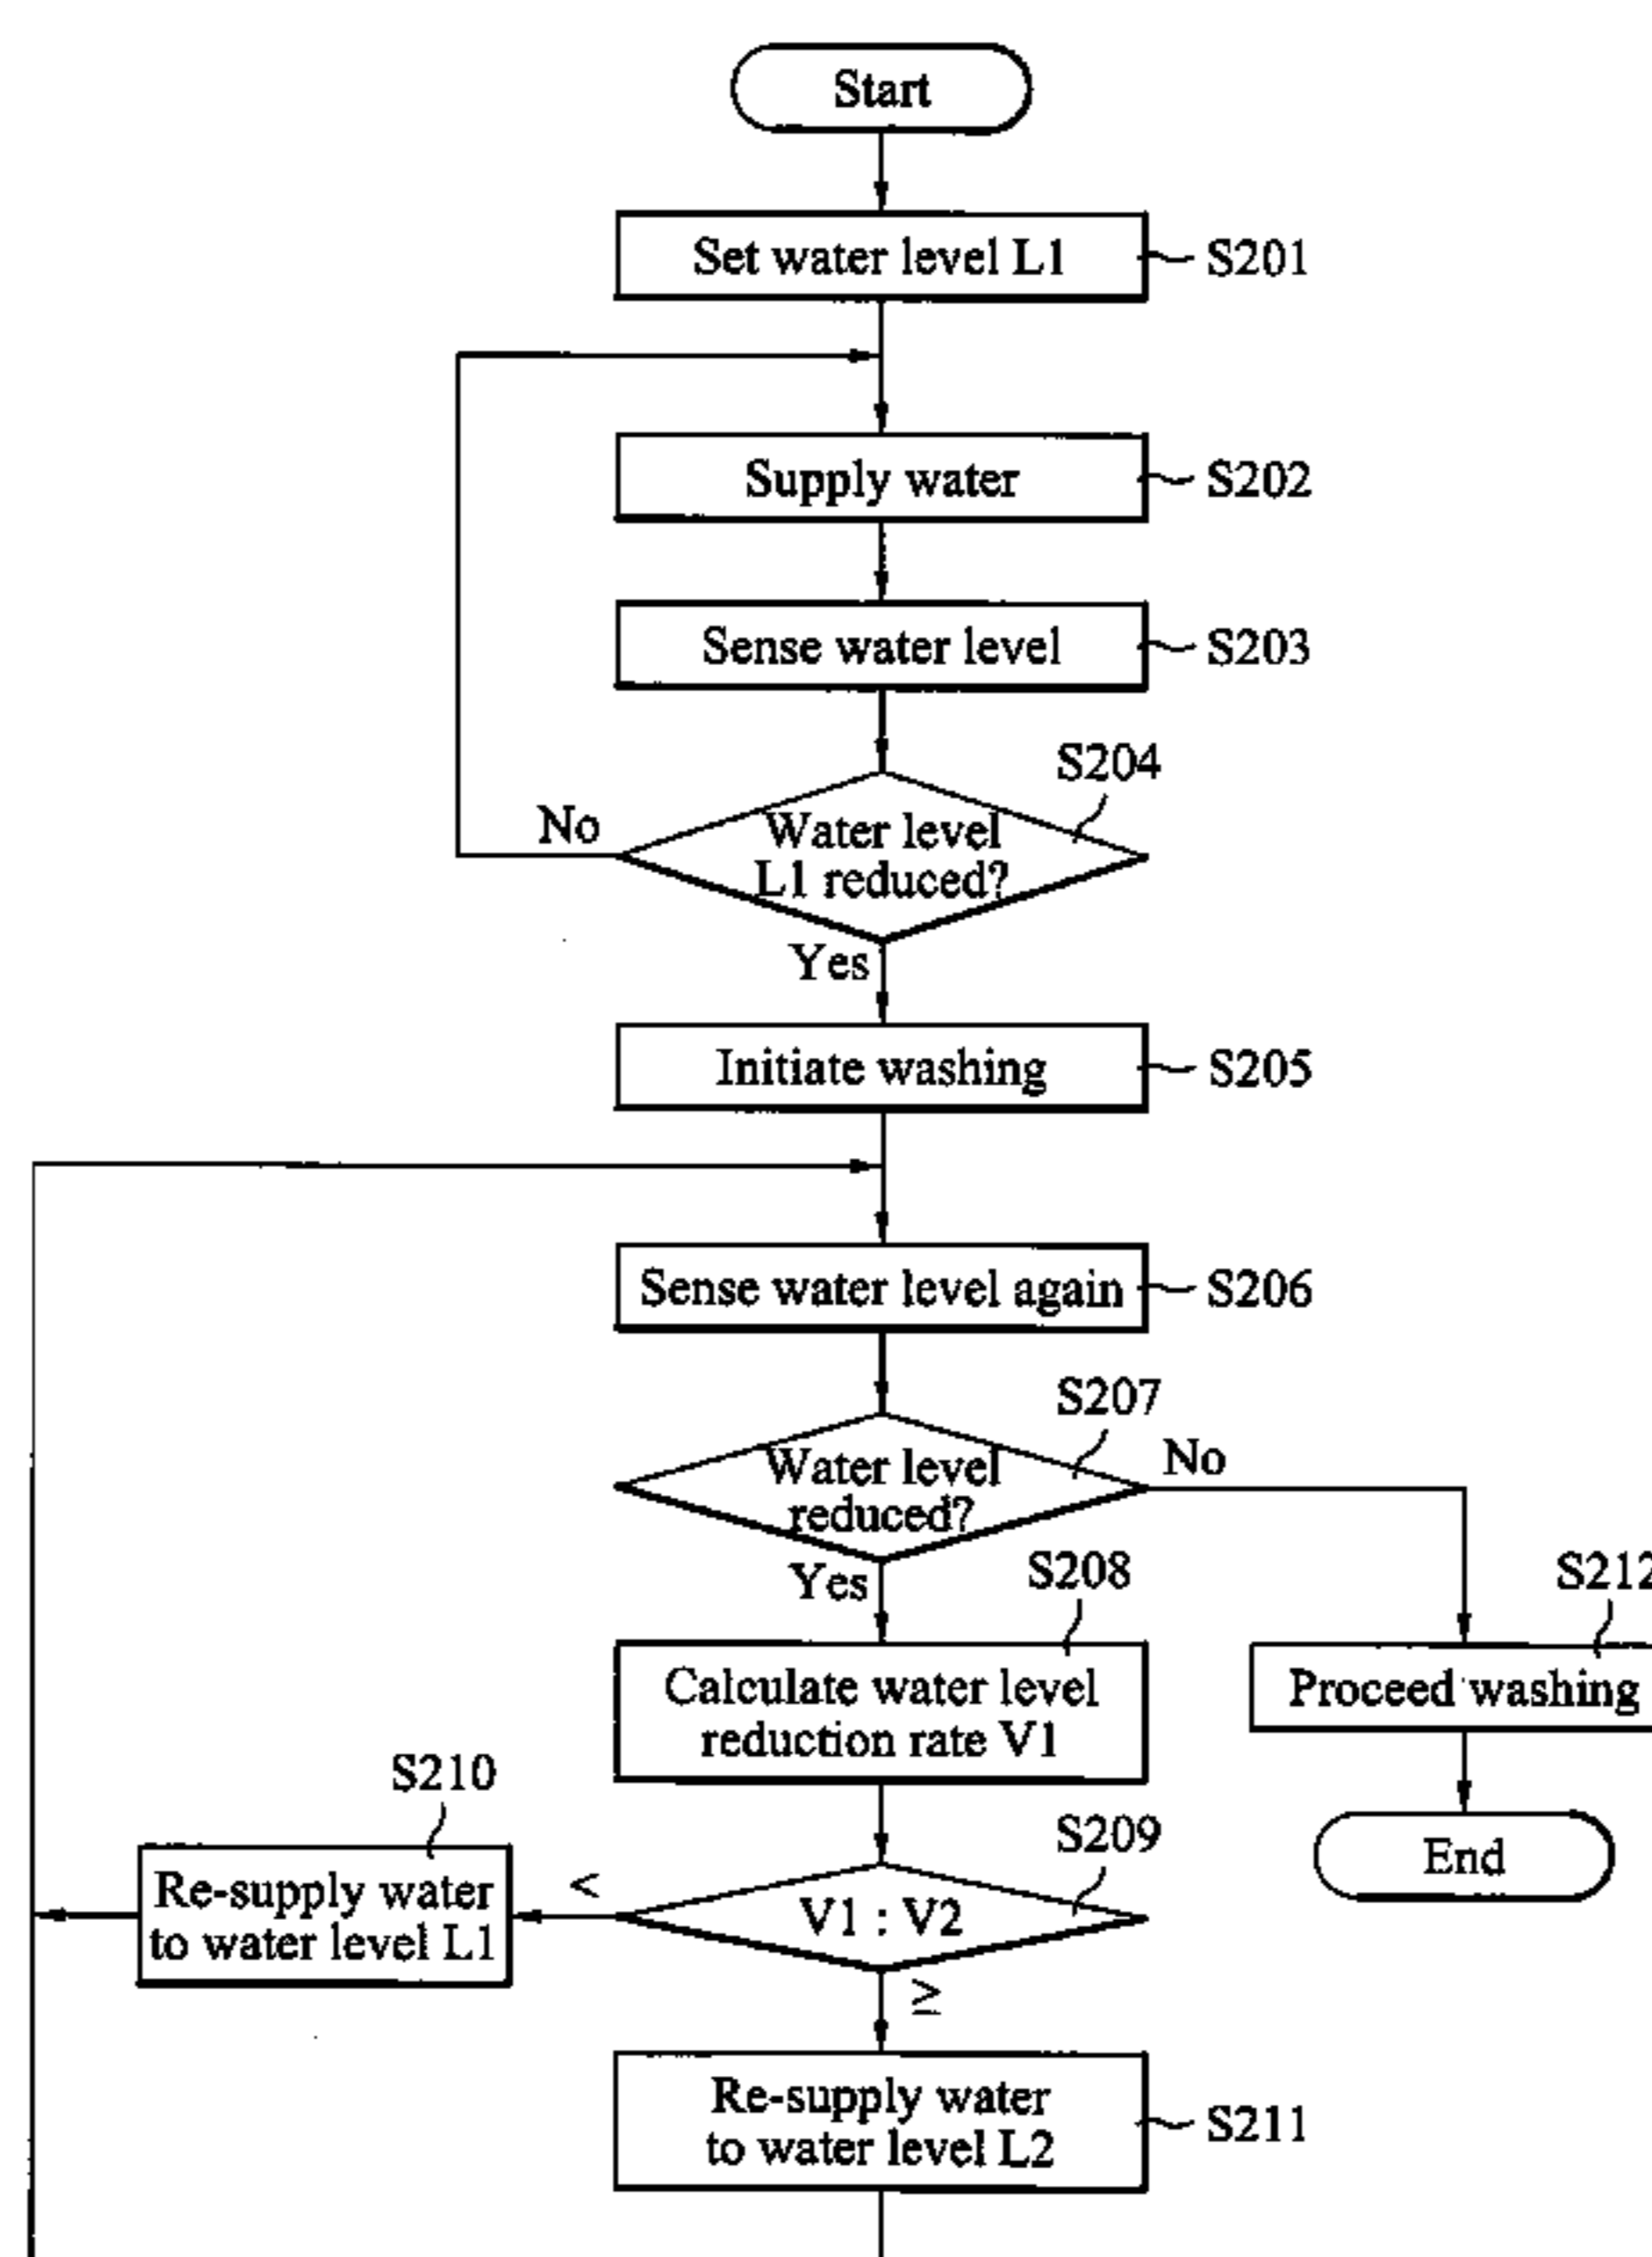 Start
Set water level L1
S201
Supply water
S202
Sense water level
S203
S204
No
Water level
L1 reduced?
Yes
Initiate washing
S205
Sense water level again
S206
S207
No
Water level
reduced?
Yes
S208
S212
Calculate water level
reduction rate V1
Proceed washing
S210
S209
End
Re-supply water
to water level L1
<
V1 : V2
≥
Re-supply water
to water level L2
S211